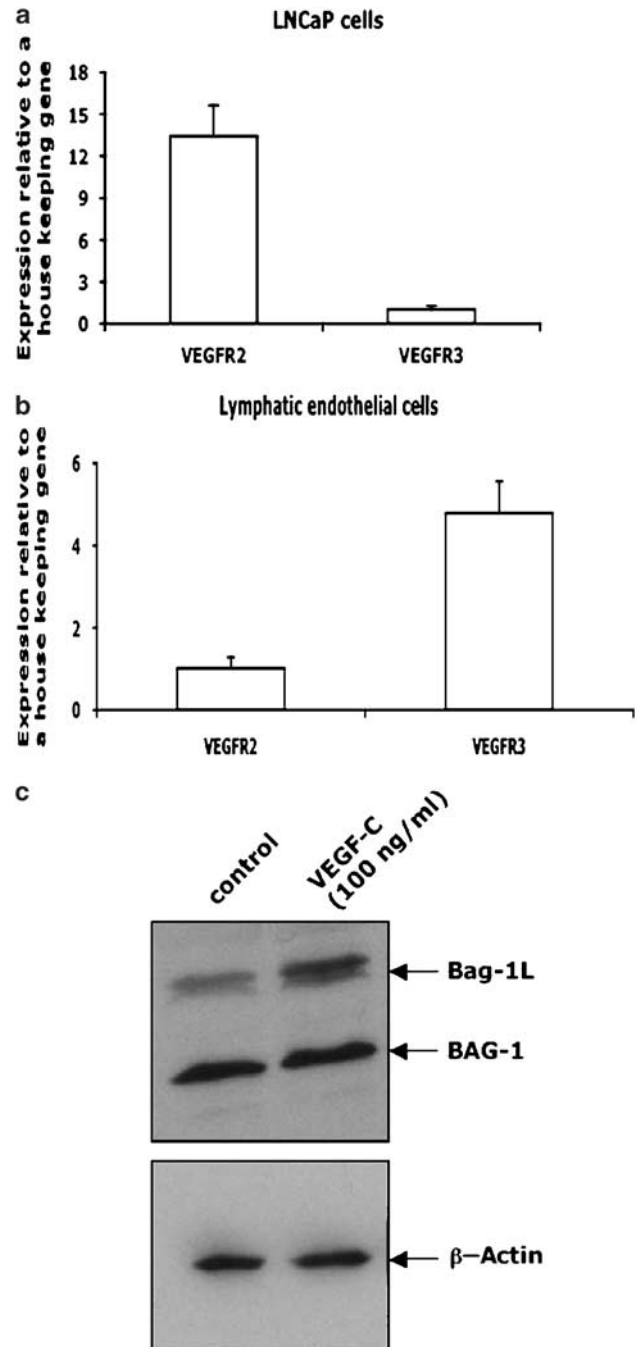 a
LNCaP cells
Expression relative to a
house keeping gene
18
15
12
9
6
3
0
VEGFR2 VEGFR3
b
Lymphatic endothelial cells
Expression relative to
a house keeping gene
6
4
2
0
VEGFR2 VEGFR3
c
control
VEGF-C
(100 ng/ml)
Bag-1L
BAG-1
β–Actin